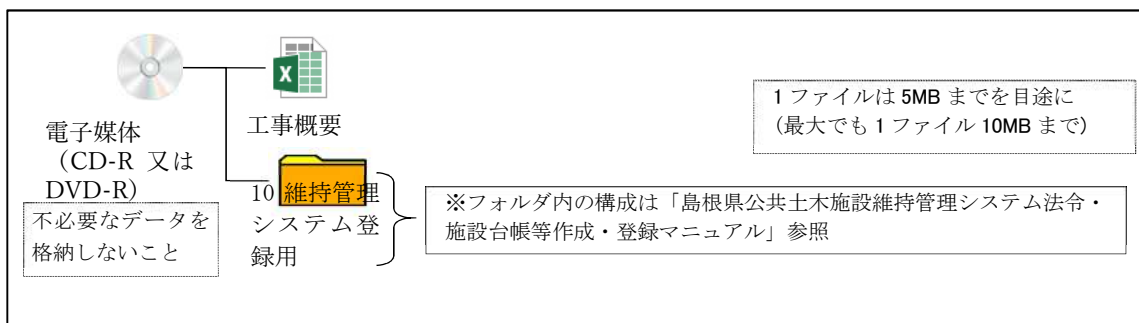 電子媒体
（CD-R 又は
DVD-R）
不必要なデータを
格納しないこと
X
工事概要
10 維持管理
システム登
録用
1 ファイルは 5MB までを目途に
(最大でも 1 ファイル 10MB まで)
※フォルダ内の構成は「島根県公共土木施設維持管理システム法令・
施設台帳等作成・登録マニュアル」参照